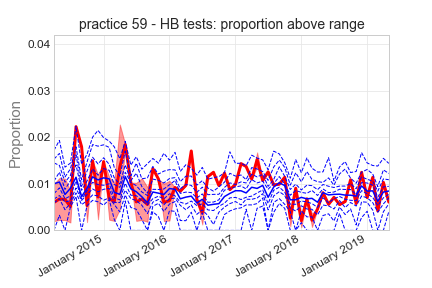 practice 59 - HB tests: proportion above range
0.04
0.03
0.02
0.01
0.00
Proportion
January 2015
January 2016
January 2017
January 2018
January 2019